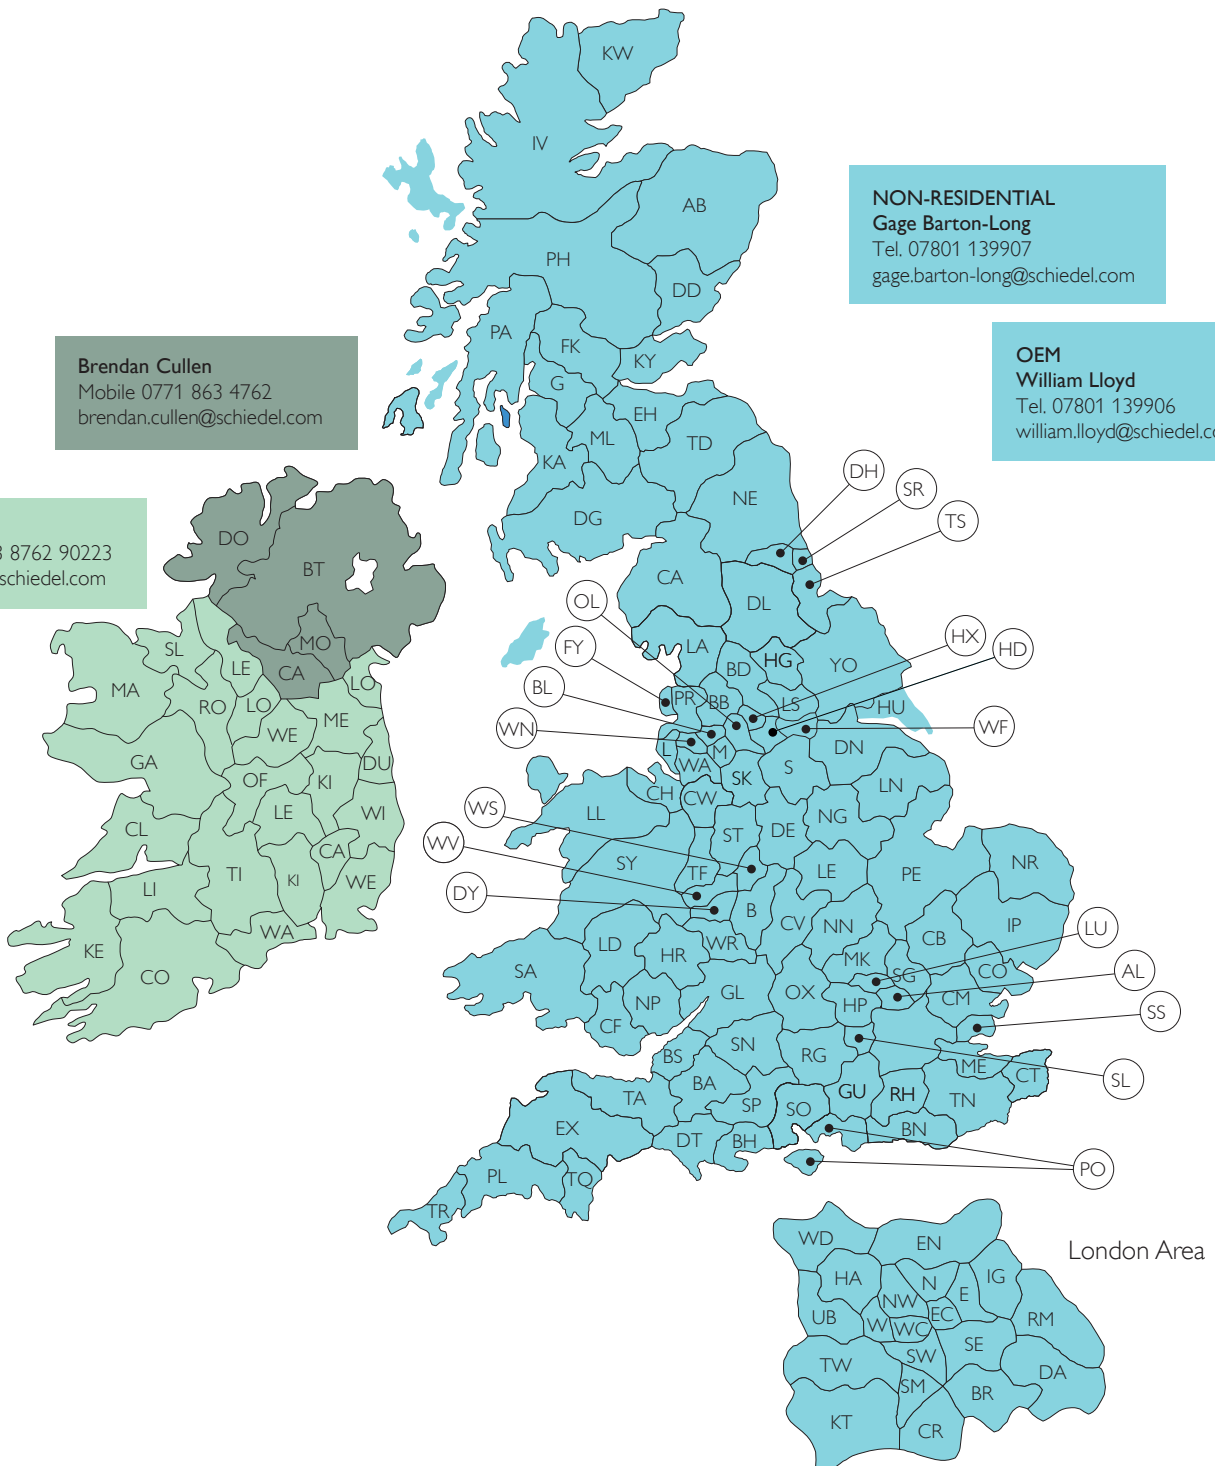 KW
IV
AB
PH
DD
PA
FK
KY
G
EH
ML
TD
KA
NE
DG
NON-RESIDENTIAL
Gage Barton-Long
Tel. 07801 139907
gage.barton-long@schiedel.com
OEM
William Lloyd
Tel. 07801 139906
Brendan Cullen
Mobile 0771 863 4762
brendan.cullen@schiedel.com
8762 90223
schiedel.com
DO
BT
MO
CA
SL
LE
LO
MA
RO
LO
ME
WE
GA
DU
OF
KI
LE
WI
CL
CA
TI
LI
KI
WE
WA
KE
CO
DH
SR
TS
CA
DL
OL
HX
FY
LA
HG
YO
HD
BD
BL
PR
BB
LS
HU
WN
WF
L
M
DN
WA
S
SK
LN
CH
CW
WS
LL
NG
ST
DE
WV
SY
TF
LE
PE
NR
DY
B
CV
NN
IP
LU
CB
LD
WR
HR
MK
SG
CO
AL
SA
NP
GL
OX
HP
CM
SS
CF
SN
BS
RG
ME
CT
SL
BA
TA
GU
RH
TN
SP
SO
EX
DT
BH
BN
PL
TQ
PO
TR
London Area
WD
EN
HA
N
IG
E
NW
EC
UB
W
WC
RM
SE
SW
TW
DA
SM
BR
KT
CR